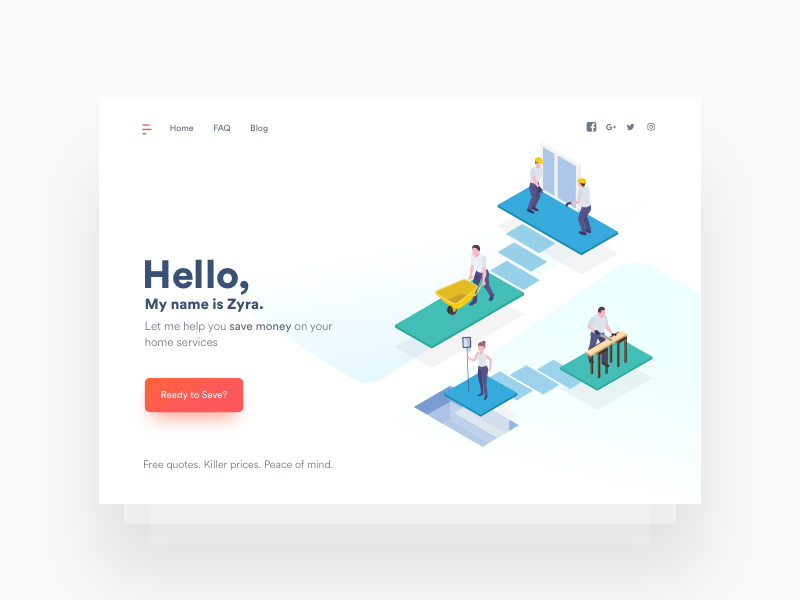 Home FAQ Blog
Hello,
My name is Zyra.
Let me help you save money on your
home services
Ready to Save?
Free quotes. Killer prices. Peace of mind.